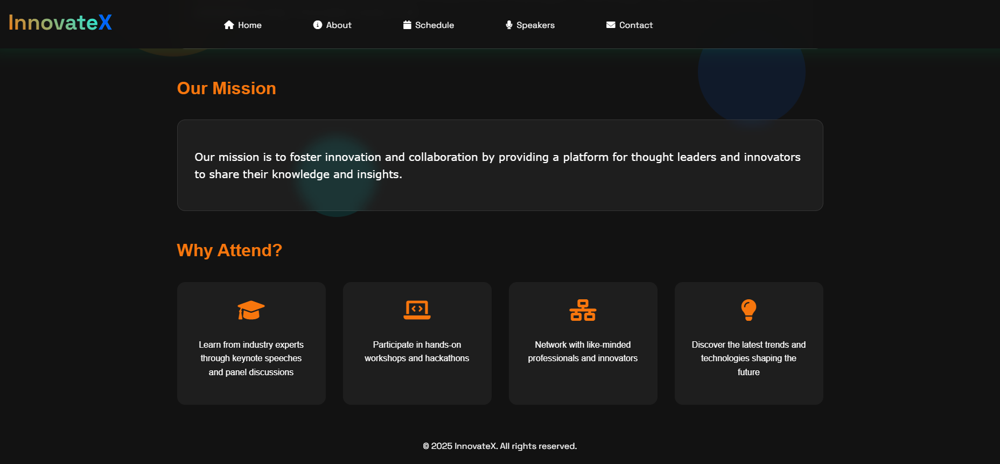 InnovateX
Home
About
Schedule
Speakers
Contact
Our Mission
Our mission is to foster innovation and collaboration by providing a platform for thought leaders and innovators
to share their knowledge and insights.
Why Attend?
Learn from industry experts
through keynote speeches
and panel discussions
Participate in hands-on
workshops and hackathons
Network with like-minded
professionals and innovators
Discover the latest trends and
technologies shaping the
future
© 2025 InnovateX. All rights reserved.